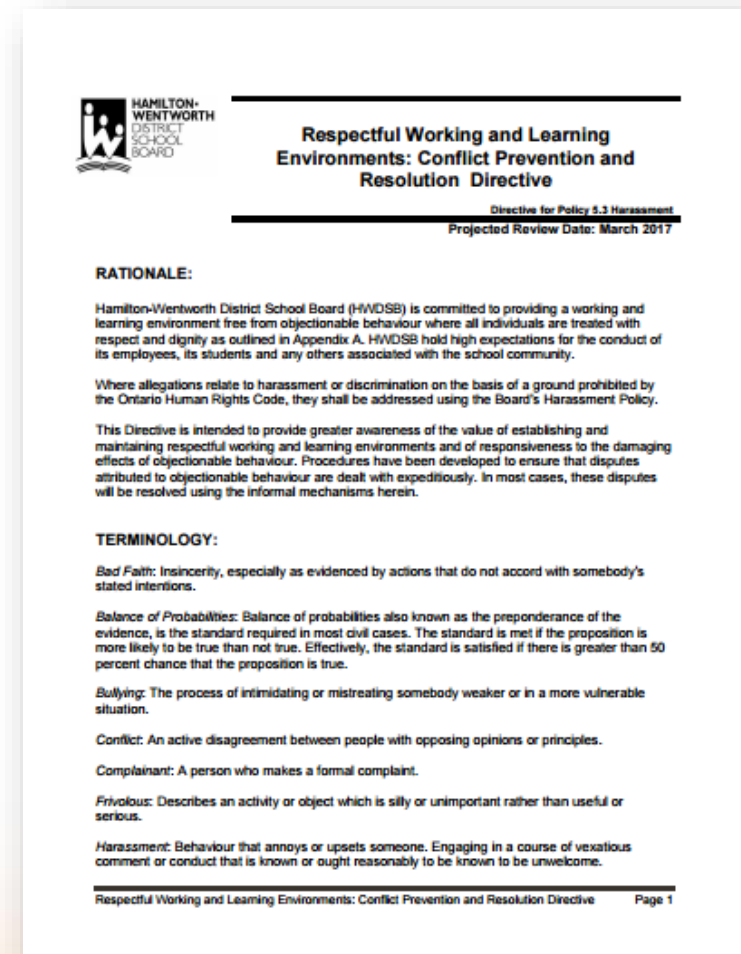 HAMILTON-
WENTWORTH
DISTRICT
SCHOOL
BOARD
Respectful Working and Learning
Environments: Conflict Prevention and
Resolution Directive
Directive for Policy 5.3 Harassment
Projected Review Date: March 2017
RATIONALE:
Hamilton-Wentworth District School Board (HWDSB) is committed to providing a working and
learning environment free from objectionable behaviour where all individuals are treated with
respect and dignity as outlined in Appendix A. HWDSB hold high expectations for the conduct of
its employees, its students and any others associated with the school community.
Where allegations relate to harassment or discrimination on the basis of a ground prohibited by
the Ontario Human Rights Code, they shall be addressed using the Board's Harassment Policy.
This Directive is intended to provide greater awareness of the value of establishing and
maintaining respectful working and learning environments and of responsiveness to the damaging
effects of objectionable behaviour. Procedures have been developed to ensure that disputes
attributed to objectionable behaviour are dealt with expeditiously. In most cases, these disputes
will be resolved using the informal mechanisms herein.
TERMINOLOGY:
Bad Faith: Insincerity, especially as evidenced by actions that do not accord with somebody's
stated intentions.
Balance of Probabilities: Balance of probabilities also known as the preponderance of the
evidence, is the standard required in most civil cases. The standard is met if the proposition is
more likely to be true than not true. Effectively, the standard is satisfied if there is greater than 50
percent chance that the proposition is true.
Bullying: The process of intimidating or mistreating somebody weaker or in a more vulnerable
situation.
Conflict: An active disagreement between people with opposing opinions or principles.
Complainant: A person who makes a formal complaint.
Frivolous: Describes an activity or object which is silly or unimportant rather than useful or
serious.
Harassment: Behaviour that annoys or upsets someone. Engaging in a course of vexatious
comment or conduct that is known or ought reasonably to be known to be unwelcome.
Respectful Working and Learning Environments: Conflict Prevention and Resolution Directive Page 1